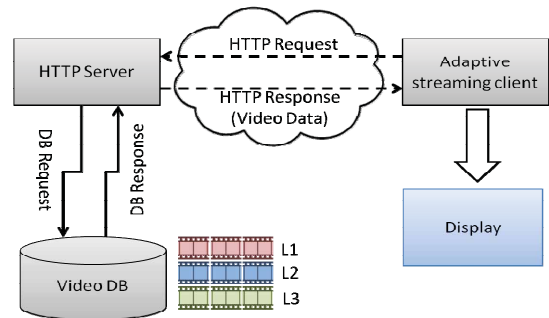 HTTP Request
HTTP Server
Adaptive
streaming client
HTTP Response
(Video Data)
DB Request
DB Response
Display
L1
L2
L3
Video DB